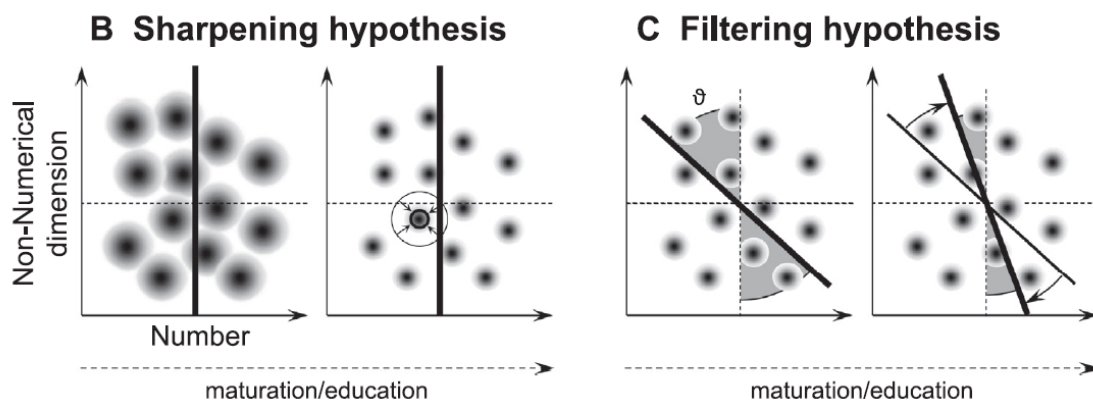 B Sharpening hypothesis
C Filtering hypothesis
Non-Numerical
dimension
Number
ϑ
maturation/education
maturation/education